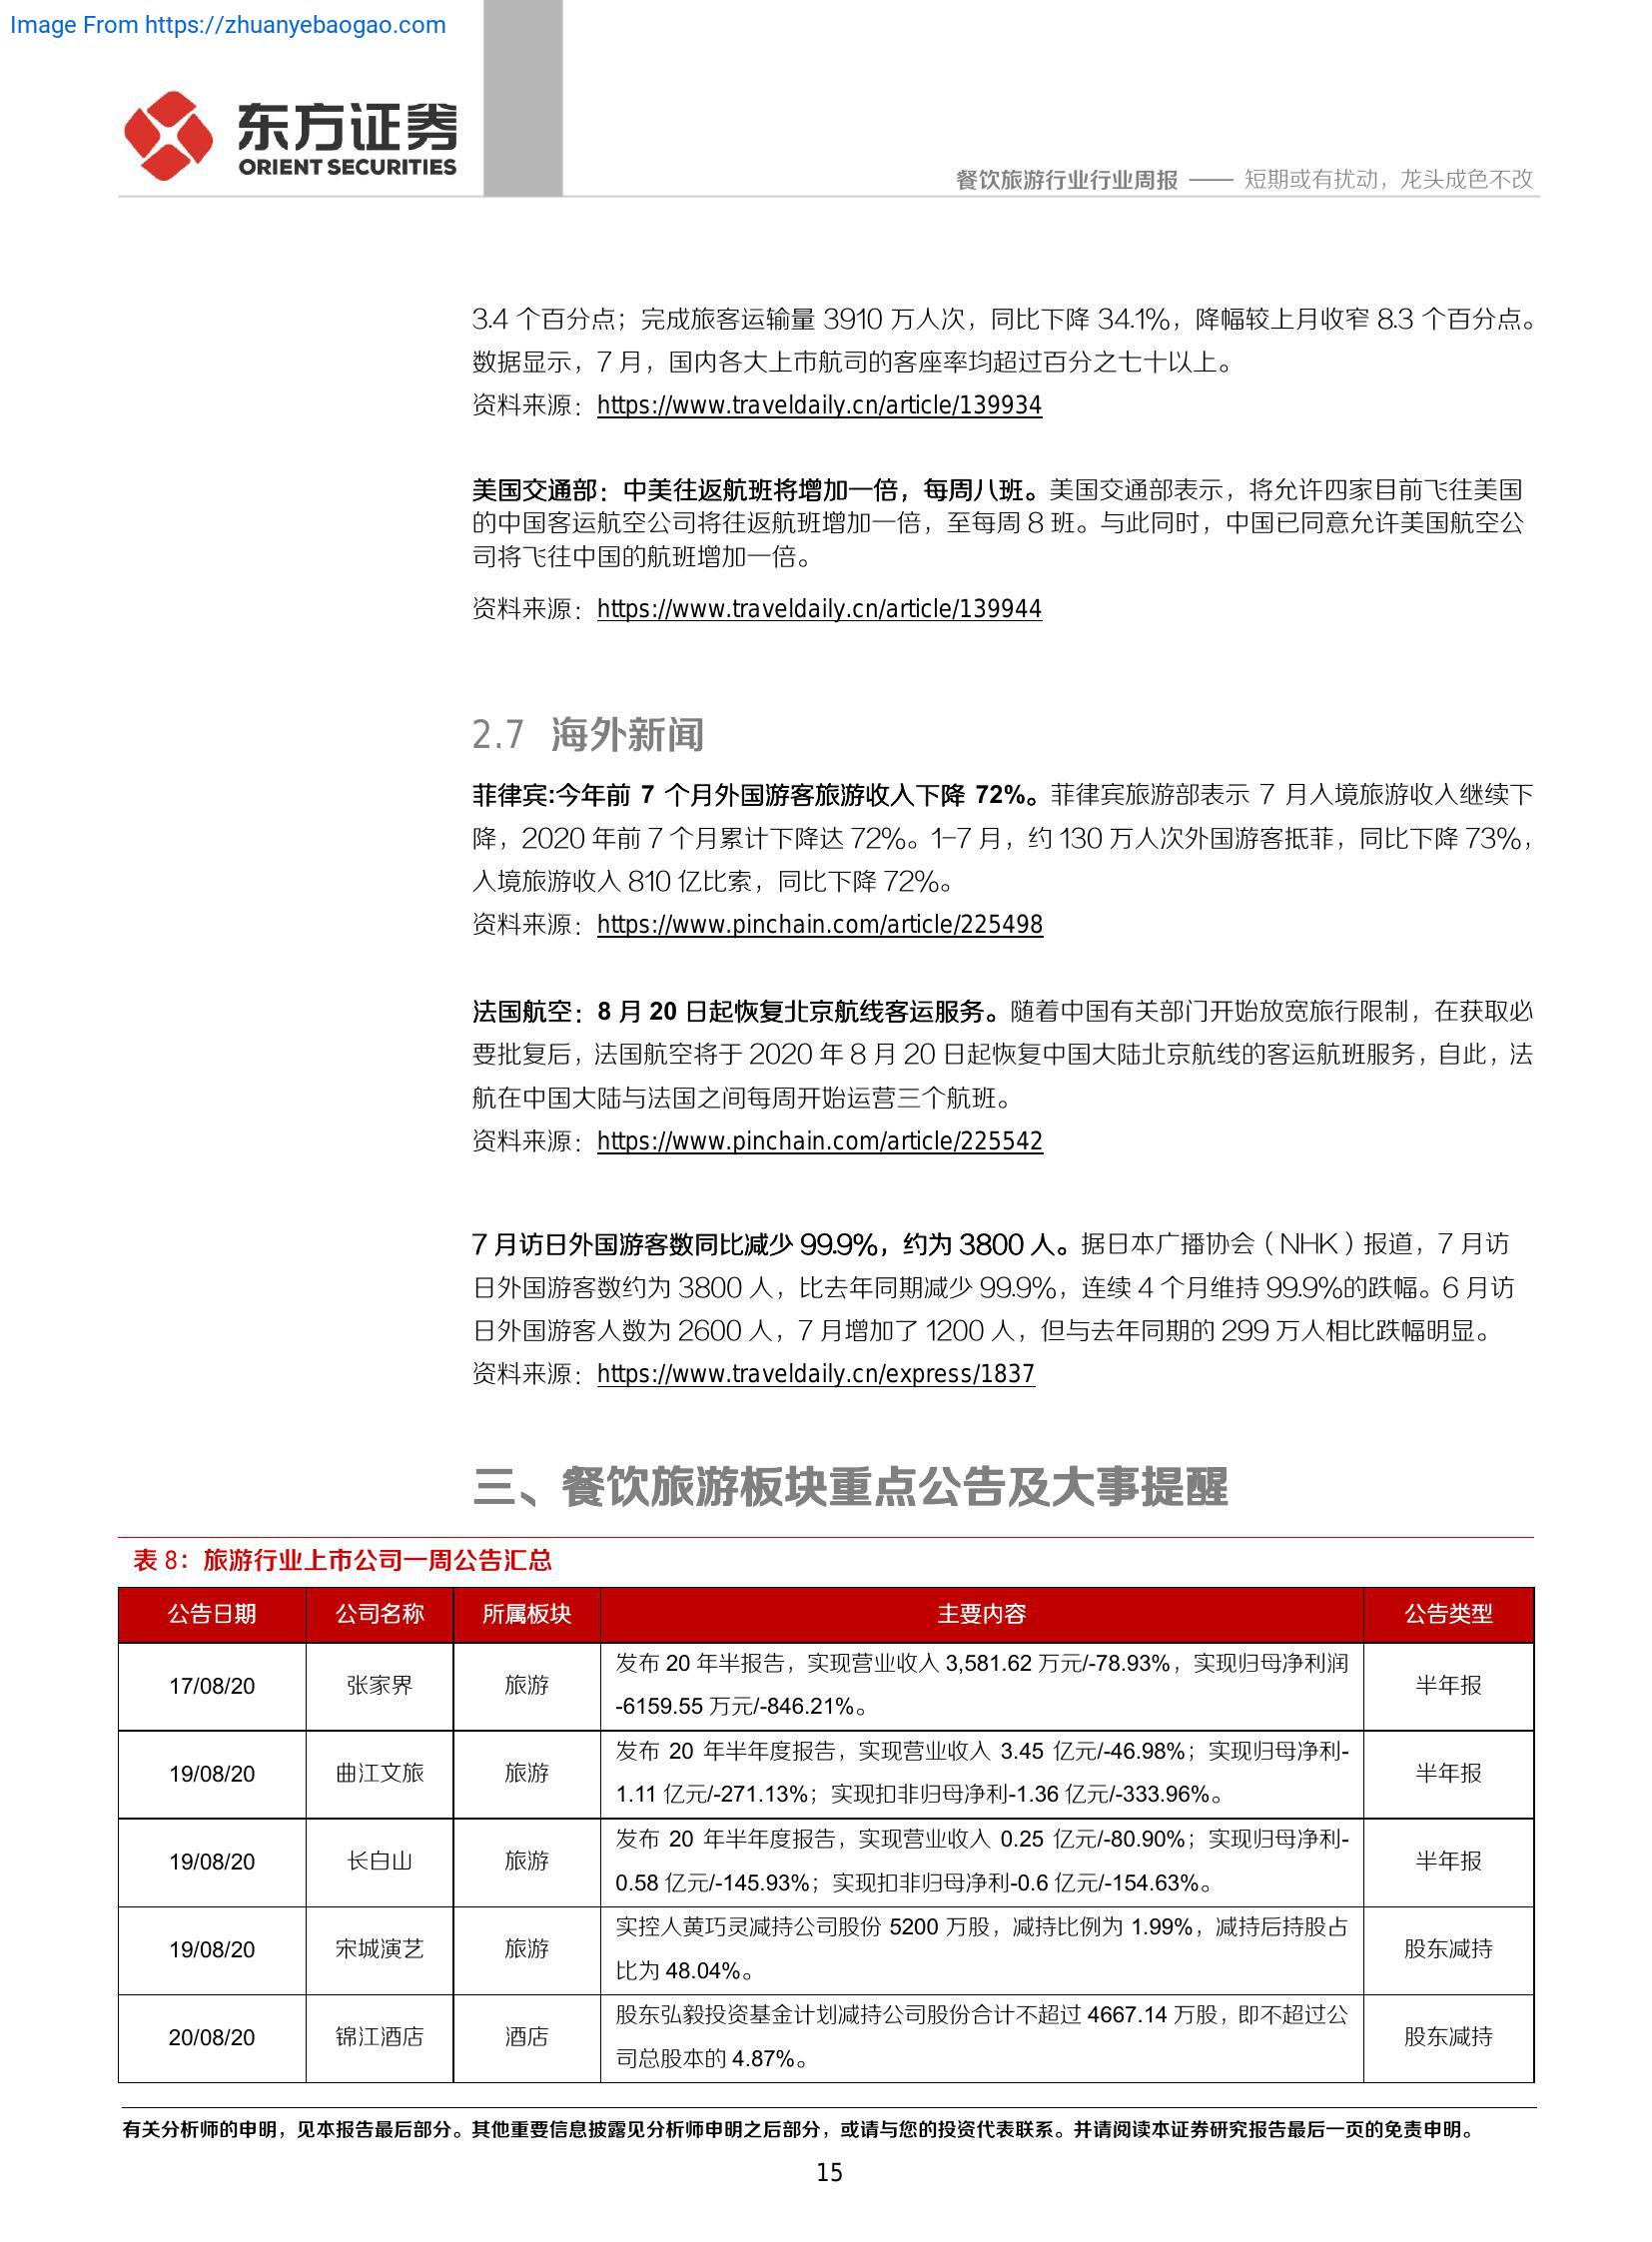 Image From https://zhuanyebaogao.com
东方证券
ORIENT SECURITIES
餐饮旅游行业行业周报 —— 短期或有扰动，龙头成色不改
3.4 个百分点；完成旅客运输量 3910 万人次，同比下降 34.1%，降幅较上月收窄 8.3 个百分点。
数据显示，7 月，国内各大上市航司的客座率均超过百分之七十以上。
资料来源：https://www.traveldaily.cn/article/139934
美国交通部：中美往返航班将增加一倍，每周八班。美国交通部表示，将允许四家目前飞往美国
的中国客运航空公司将往返航班增加一倍，至每周 8 班。与此同时，中国已同意允许美国航空公
司将飞往中国的航班增加一倍。
资料来源：https://www.traveldaily.cn/article/139944
2.7 海外新闻
菲律宾:今年前 7 个月外国游客旅游收入下降 72%。菲律宾旅游部表示 7 月入境旅游收入继续下
降，2020 年前 7 个月累计下降达 72%。1-7 月，约 130 万人次外国游客抵菲，同比下降 73%，
入境旅游收入 810 亿比索，同比下降 72%。
资料来源：https://www.pinchain.com/article/225498
法国航空：8 月 20 日起恢复北京航线客运服务。随着中国有关部门开始放宽旅行限制，在获取必
要批复后，法国航空将于 2020 年 8 月 20 日起恢复中国大陆北京航线的客运航班服务，自此，法
航在中国大陆与法国之间每周开始运营三个航班。
资料来源：https://www.pinchain.com/article/225542
7 月访日外国游客数同比减少 99.9%，约为 3800 人。据日本广播协会（NHK）报道，7 月访
日外国游客数约为 3800 人，比去年同期减少 99.9%，连续 4 个月维持 99.9%的跌幅。6 月访
日外国游客人数为 2600 人，7 月增加了 1200 人，但与去年同期的 299 万人相比跌幅明显。
资料来源：https://www.traveldaily.cn/express/1837
三、餐饮旅游板块重点公告及大事提醒
表 8：旅游行业上市公司一周公告汇总
公告日期 公司名称 所属板块 主要内容 公告类型
17/08/20 张家界 旅游 发布 20 年半报告，实现营业收入 3,581.62 万元/-78.93%，实现归母净利润
-6159.55 万元/-846.21%。 半年报
19/08/20 曲江文旅 旅游 发布 20 年半年度报告，实现营业收入 3.45 亿元/-46.98%；实现归母净利-
1.11 亿元/-271.13%；实现扣非归母净利-1.36 亿元/-333.96%。 半年报
19/08/20 长白山 旅游 发布 20 年半年度报告，实现营业收入 0.25 亿元/-80.90%；实现归母净利-
0.58 亿元/-145.93%；实现扣非归母净利-0.6 亿元/-154.63%。 半年报
19/08/20 宋城演艺 旅游 实控人黄巧灵减持公司股份 5200 万股，减持比例为 1.99%，减持后持股占
比为 48.04%。 股东减持
20/08/20 锦江酒店 酒店 股东弘毅投资基金计划减持公司股份合计不超过 4667.14 万股，即不超过公
司总股本的 4.87%。 股东减持
有关分析师的申明，见本报告最后部分。其他重要信息披露见分析师申明之后部分，或请与您的投资代表联系。并请阅读本证券研究报告最后一页的免责申明。
15